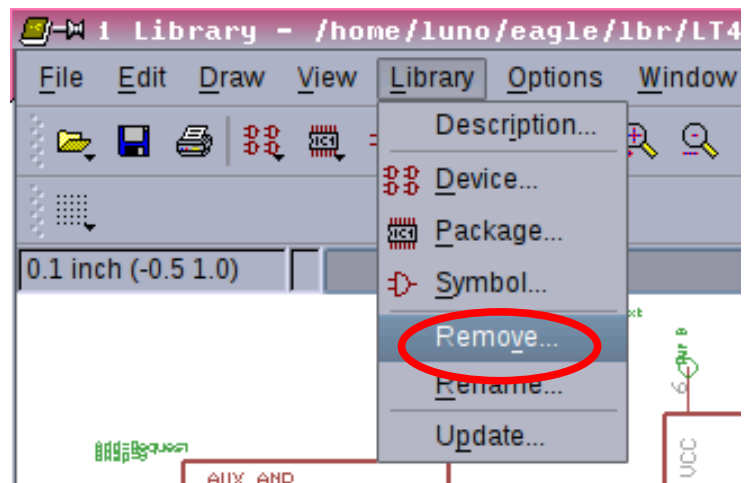 1 Library - /home/luno/eagle/lbr/LT4
File Edit Draw View Library Options Window
Description...
Device...
Package...
Symbol...
Remove...
Rename...
Update...
0.1 inch (-0.5 1.0)
6
VCC
AUX AND